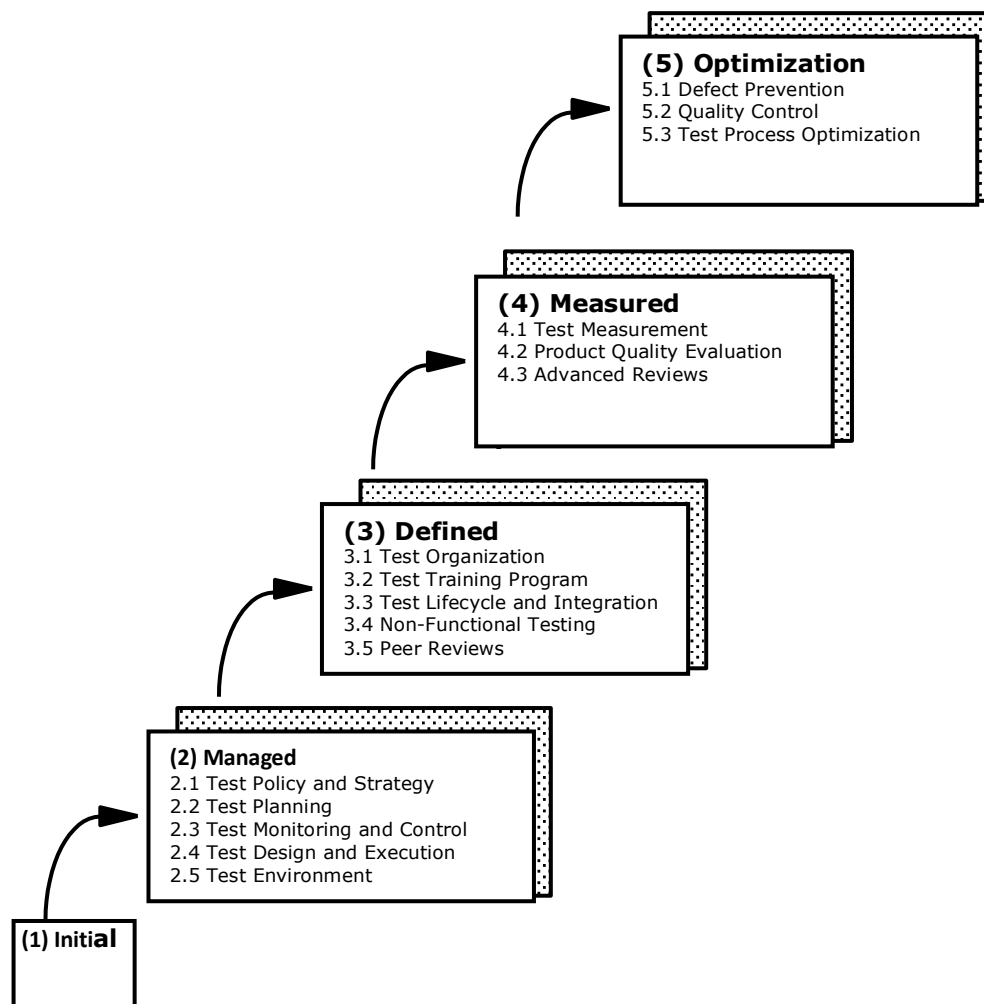 (5) Optimization
5.1 Defect Prevention
5.2 Quality Control
5.3 Test Process Optimization
(4) Measured
4.1 Test Measurement
4.2 Product Quality Evaluation
4.3 Advanced Reviews
(3) Defined
3.1 Test Organization
3.2 Test Training Program
3.3 Test Lifecycle and Integration
3.4 Non-Functional Testing
3.5 Peer Reviews
(2) Managed
2.1 Test Policy and Strategy
2.2 Test Planning
2.3 Test Monitoring and Control
2.4 Test Design and Execution
2.5 Test Environment
(1) Initial